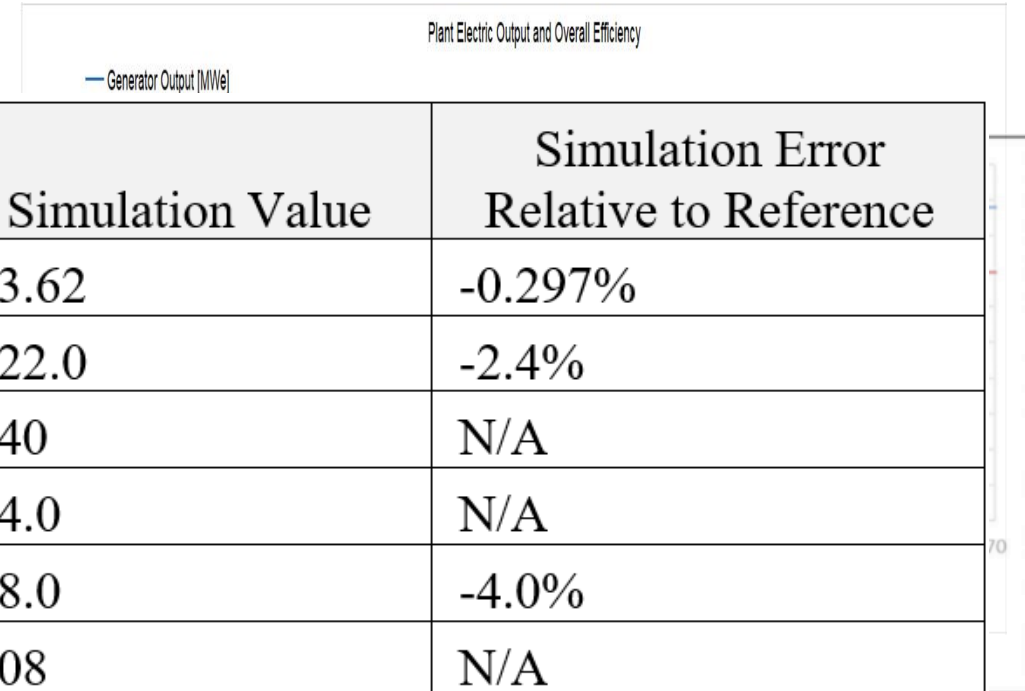 Plant Electric Output and Overall Efficiency
Generator Output [MWe]
Simulation Value
Simulation Error
Relative to Reference
3.62 -0.297%
22.0 -2.4%
40 N/A
4.0 N/A
8.0 -4.0%
08 N/A
70